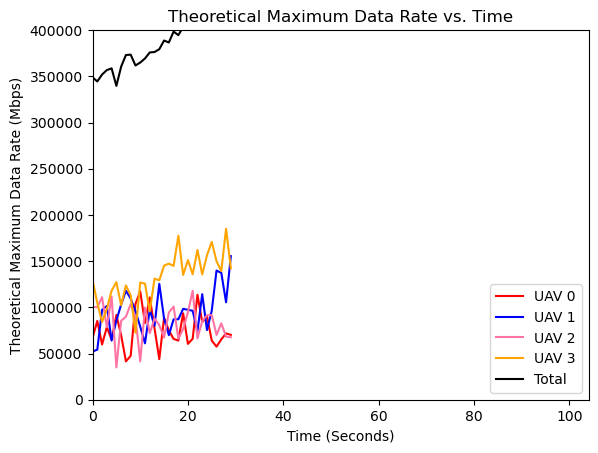 Theoretical Maximum Data Rate vs. Time
Theoretical Maximum Data Rate (Mbps)
400000
350000
300000
250000
200000
150000
100000
50000
0
0 20 40 60 80 100
Time (Seconds)
UAV 0
UAV 1
UAV 2
UAV 3
Total